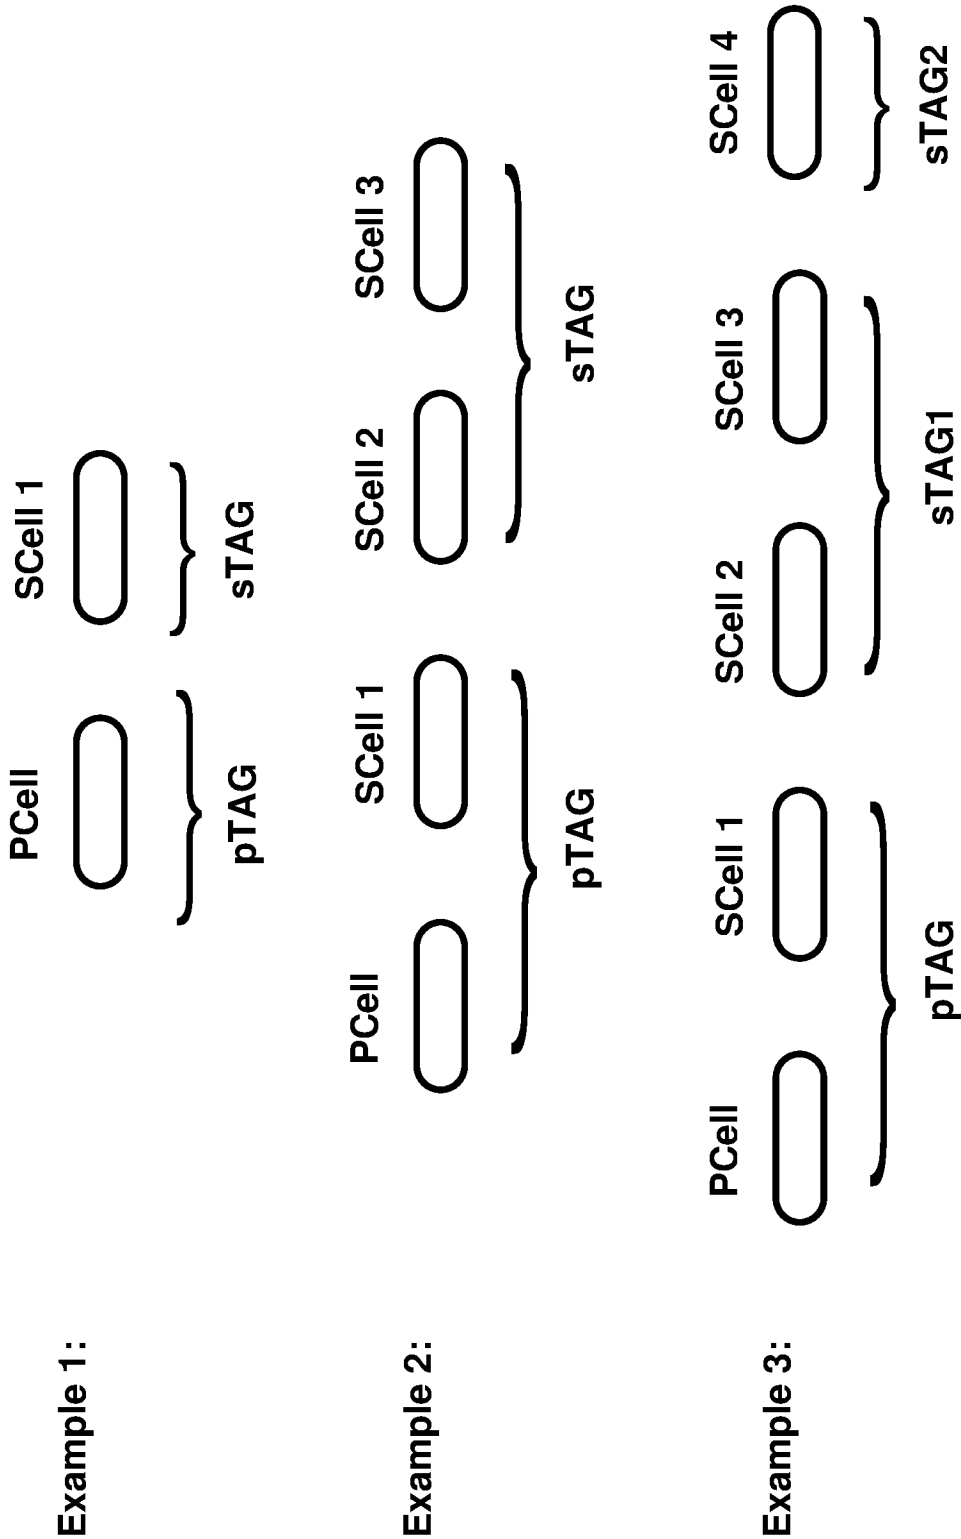 Example 1:
PCell
SCell 1
pTAG
sTAG
Example 2:
PCell
SCell 1
SCell 2
SCell 3
pTAG
sTAG
Example 3:
PCell
SCell 1
SCell 2
SCell 3
SCell 4
pTAG
sTAG1
sTAG2